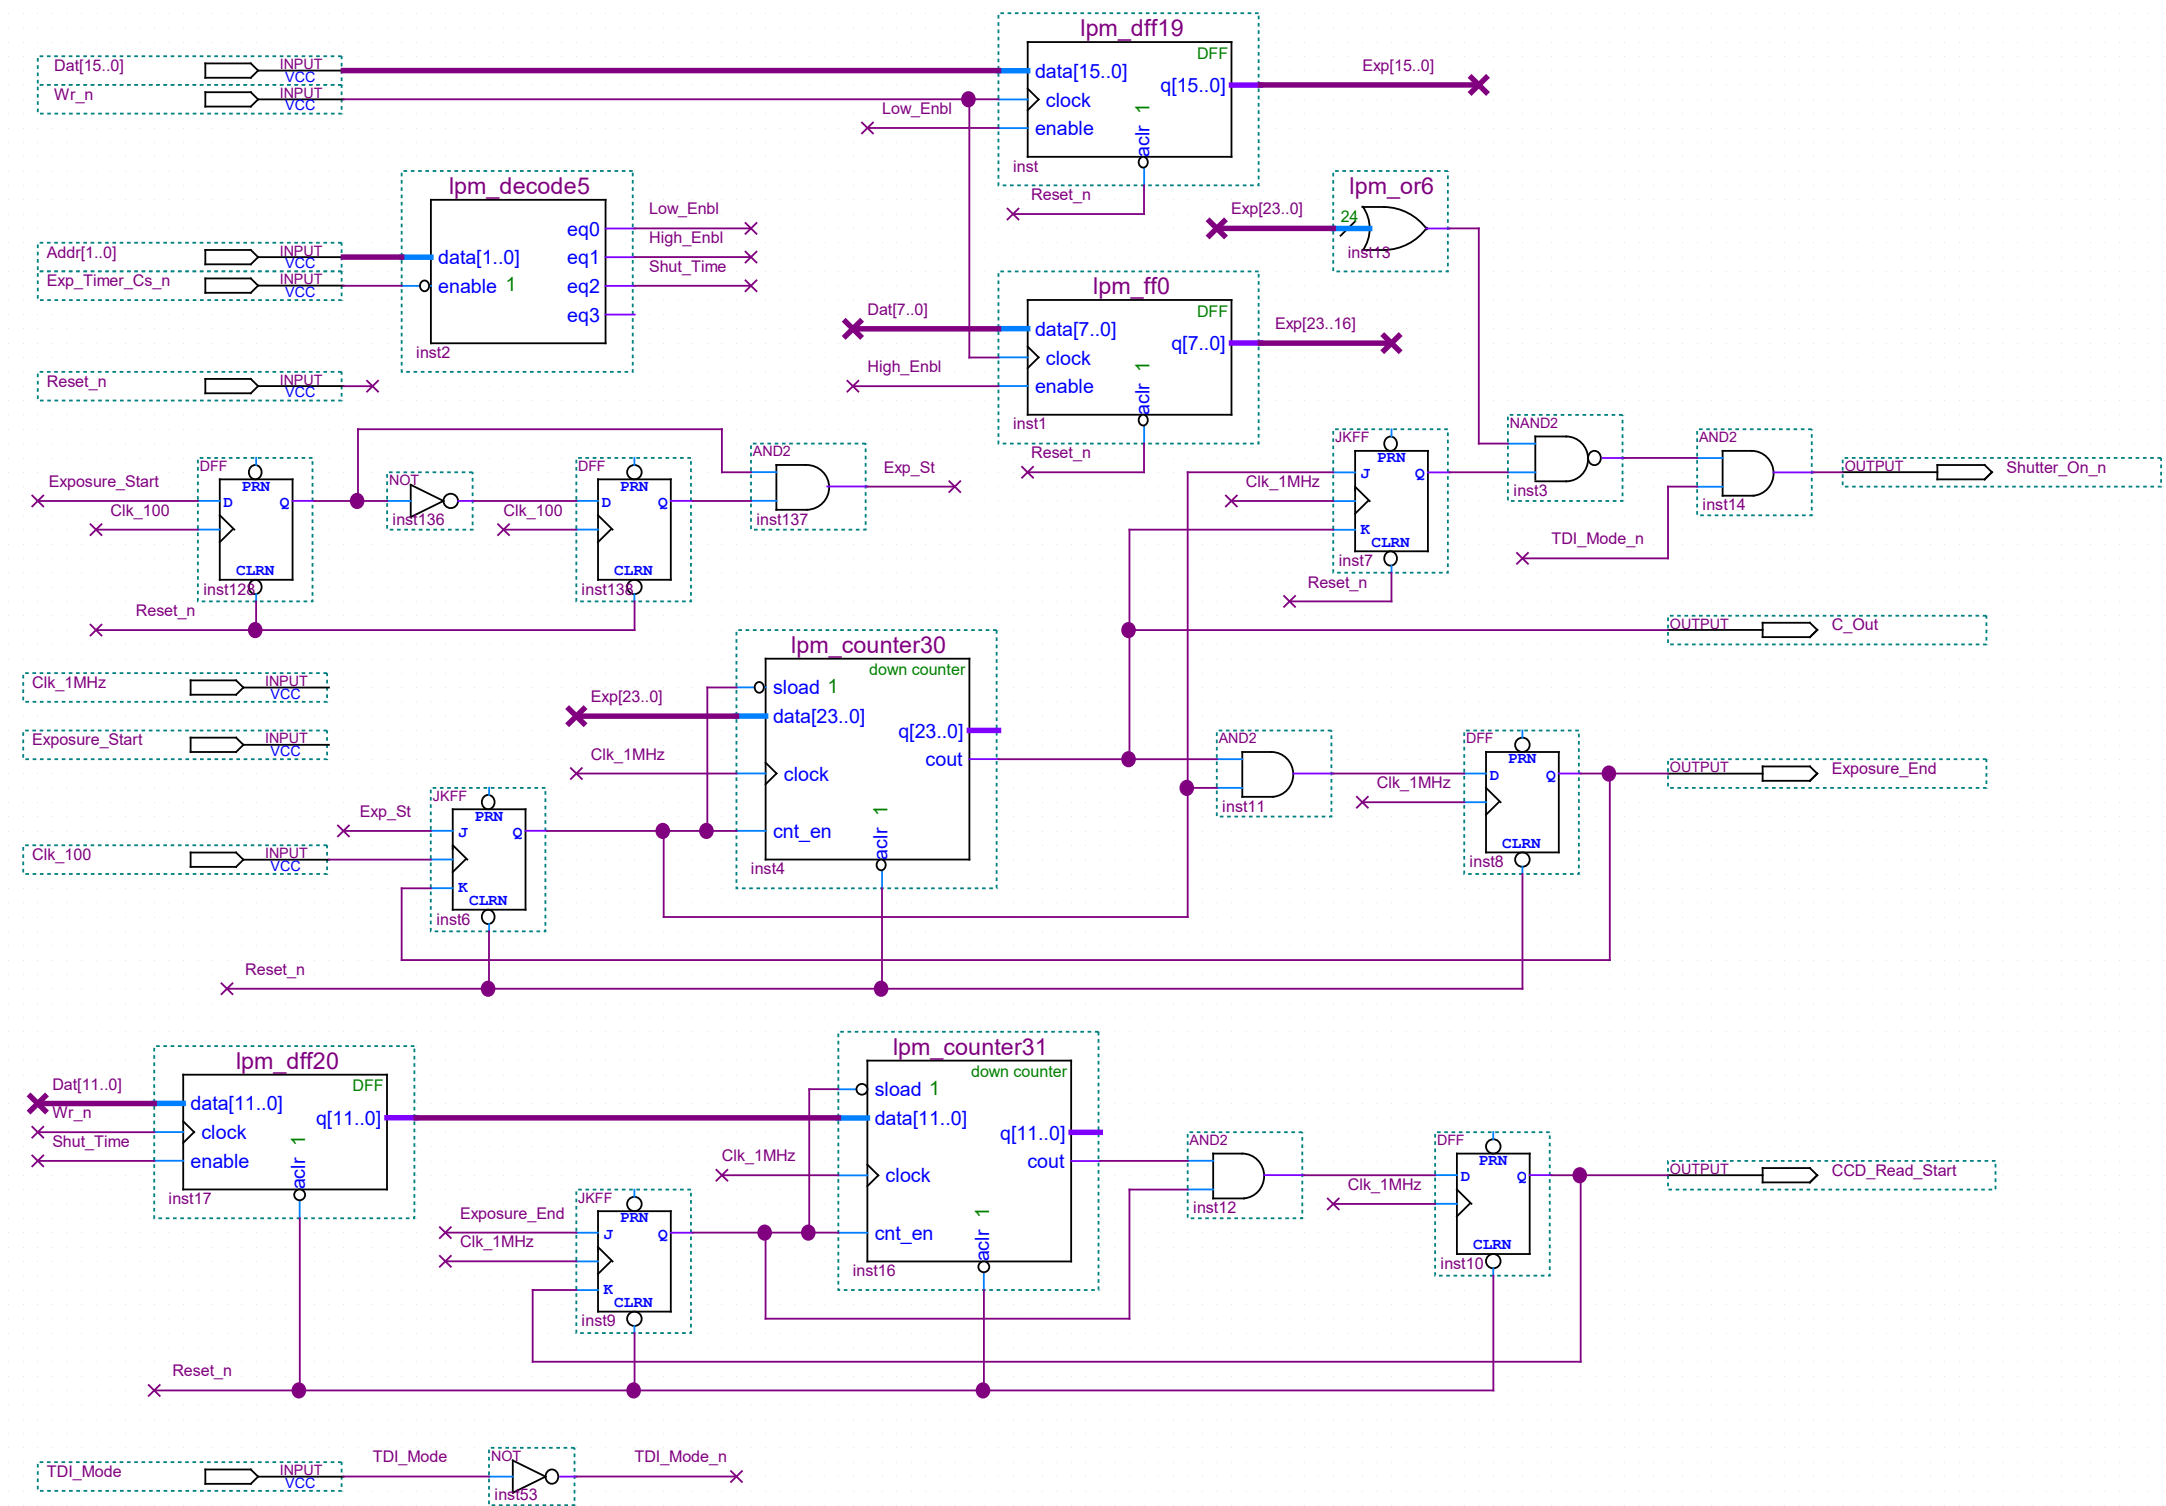 lpm_dff19
DFF
Dat[15..0] INPUT VCC
data[15..0]
q[15..0]
Exp[15..0]
Wr_n INPUT VCC
clock
Low_Enbl
enable
aclr 1
inst
Reset_n
lpm_decode5
Addr[1..0] INPUT VCC
Exp_Timer_Cs_n INPUT VCC
data[1..0]
enable 1
eq0
eq1
eq2
eq3
Low_Enbl
High_Enbl
Shut_Time
inst2
lpm_or6
Exp[23..0]
24
inst13
lpm_ff0
DFF
Dat[7..0]
data[7..0]
q[7..0]
Exp[23..16]
clock
High_Enbl
enable
aclr 1
inst1
Reset_n
Reset_n INPUT VCC
Exposure_Start
Clk_100
DFF
PRN
D
Q
CLRN
inst128
NOT
inst136
Clk_100
DFF
PRN
D
Q
CLRN
inst138
Reset_n
AND2
inst137
Exp_St
JKFF
PRN
J
Q
Clk_1MHz
K
CLRN
inst7
Reset_n
NAND2
inst3
AND2
inst14
TDI_Mode_n
OUTPUT Shutter_On_n
OUTPUT C_Out
Clk_1MHz INPUT VCC
Exposure_Start INPUT VCC
Clk_100 INPUT VCC
lpm_counter30
down counter
sload 1
Exp[23..0]
data[23..0]
q[23..0]
cout
Clk_1MHz
clock
cnt_en
aclr 1
inst4
JKFF
PRN
Exp_St
J
Q
K
CLRN
inst6
Reset_n
AND2
inst11
DFF
PRN
D
Q
Clk_1MHz
CLRN
inst8
OUTPUT Exposure_End
lpm_dff20
DFF
Dat[11..0]
data[11..0]
q[11..0]
Wr_n
clock
Shut_Time
enable
aclr 1
inst17
lpm_counter31
down counter
sload 1
data[11..0]
q[11..0]
cout
Clk_1MHz
clock
cnt_en
aclr 1
inst16
JKFF
PRN
Exposure_End
J
Q
Clk_1MHz
K
CLRN
inst9
Reset_n
AND2
inst12
DFF
PRN
D
Q
Clk_1MHz
CLRN
inst10
OUTPUT CCD_Read_Start
TDI_Mode INPUT VCC
TDI_Mode
NOT
inst53
TDI_Mode_n